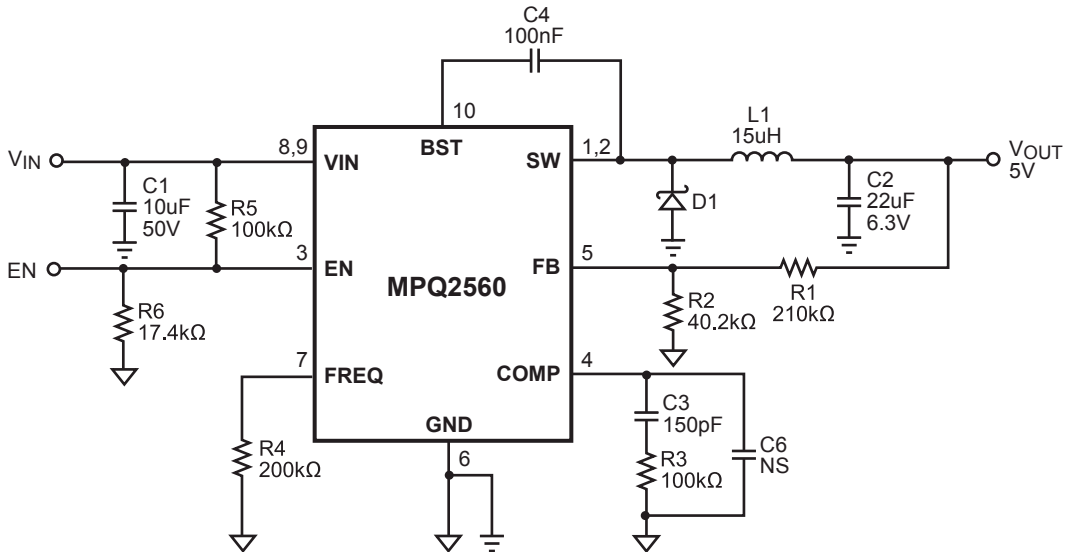 C4
100nF
10
BST
L1
15uH
VIN
8,9
VIN
SW
1,2
VOUT
5V
C1
10uF
50V
R5
100kΩ
D1
C2
22uF
6.3V
EN
3
EN
FB
5
MPQ2560
R1
210kΩ
R2
40.2kΩ
R6
17.4kΩ
7
FREQ
COMP
4
C3
150pF
GND
6
R4
200kΩ
R3
100kΩ
C6
NS